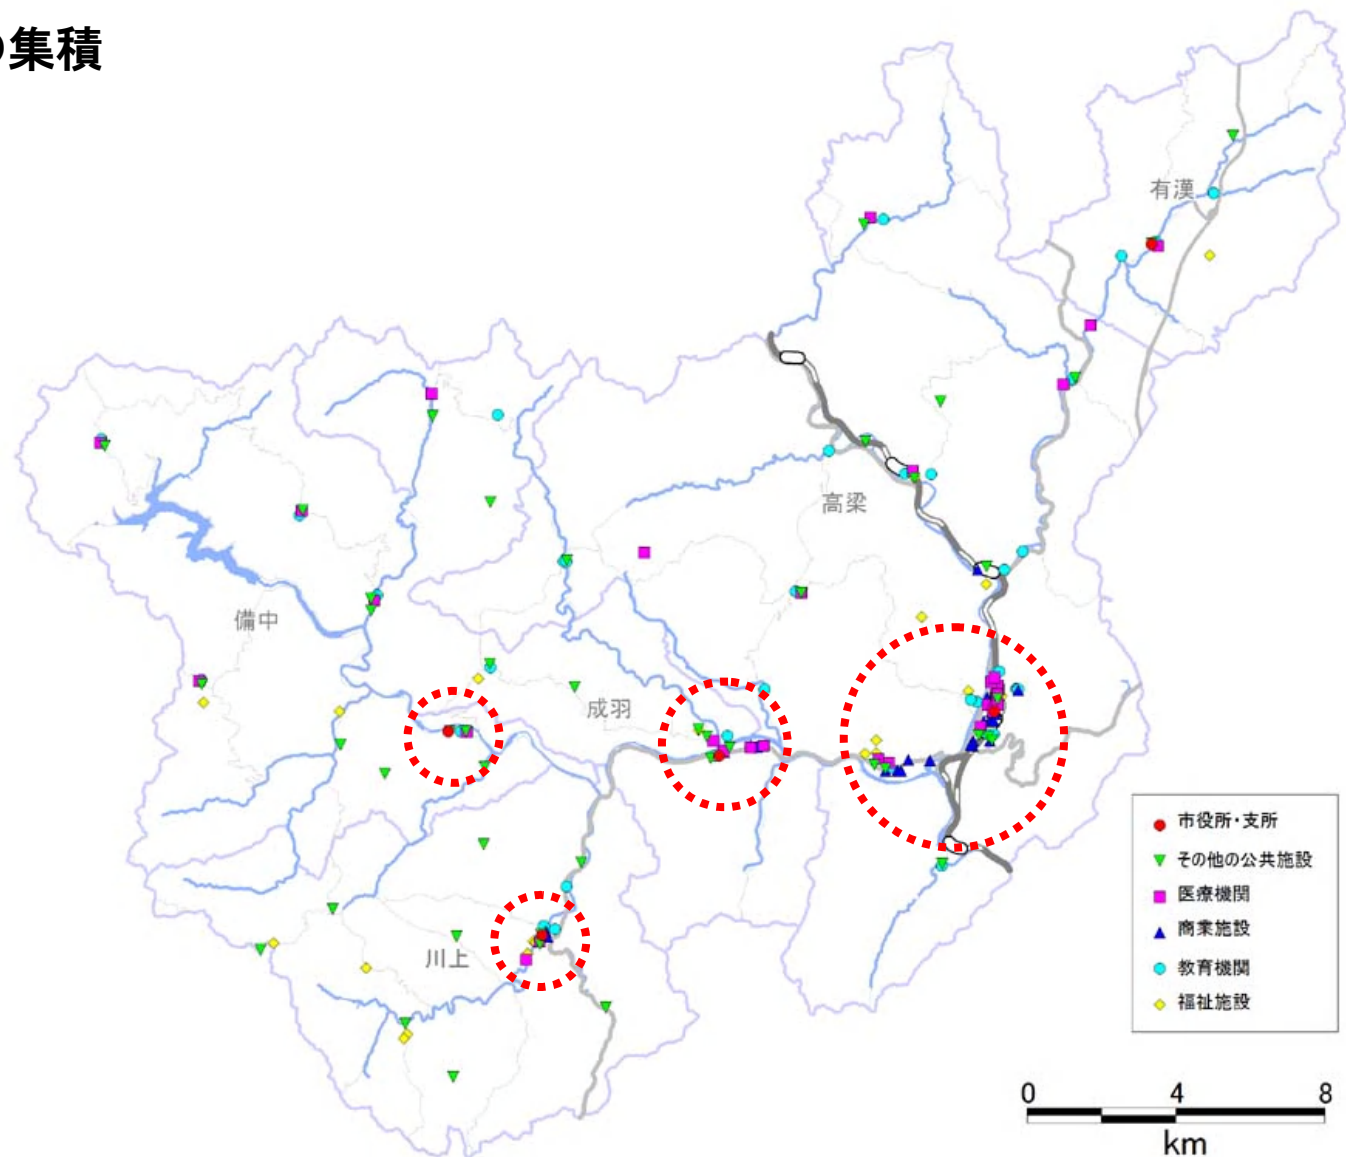 の集積
有漢
高梁
備中
成羽
川上
市役所・支所
その他の公共施設
医療機関
商業施設
教育機関
福祉施設
0 4 8
km